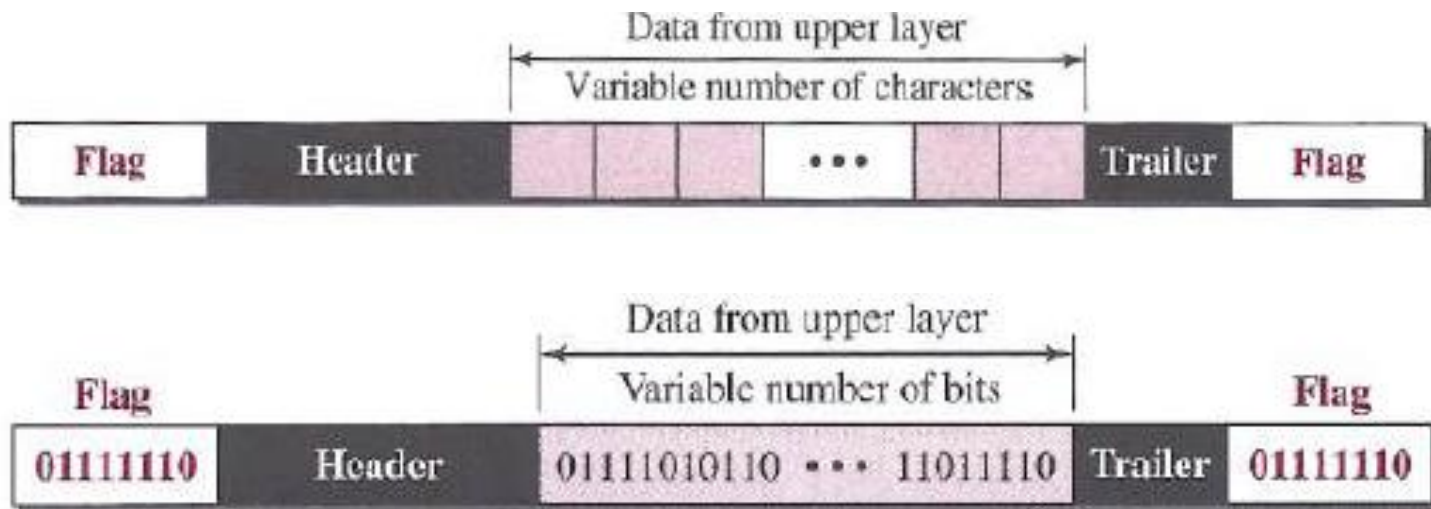 Data from upper layer
Variable number of characters
Flag Header ••• Trailer Flag
Data from upper layer
Variable number of bits
Flag Flag
01111110 Header 01111010110 ••• 11011110 Trailer 01111110